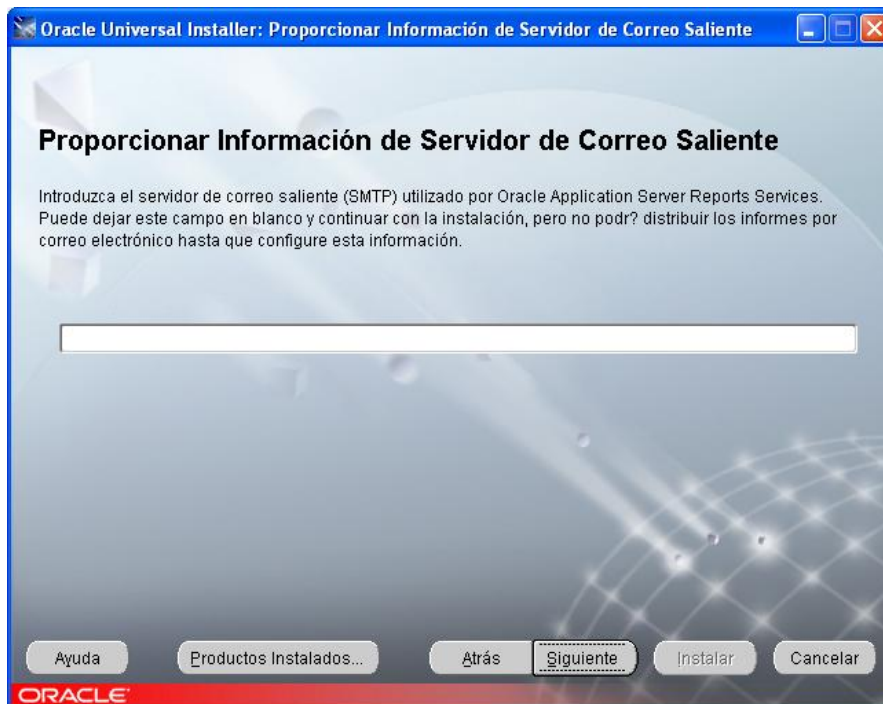 Oracle Universal Installer: Proporcionar Información de Servidor de Correo Saliente
Proporcionar Información de Servidor de Correo Saliente
Introduzca el servidor de correo saliente (SMTP) utilizado por Oracle Application Server Reports Services.
Puede dejar este campo en blanco y continuar con la instalación, pero no podr? distribuir los informes por
correo electrónico hasta que configure esta información.
Ayuda
Productos Instalados...
Atrás
Siguiente
Instalar
Cancelar
ORACLE